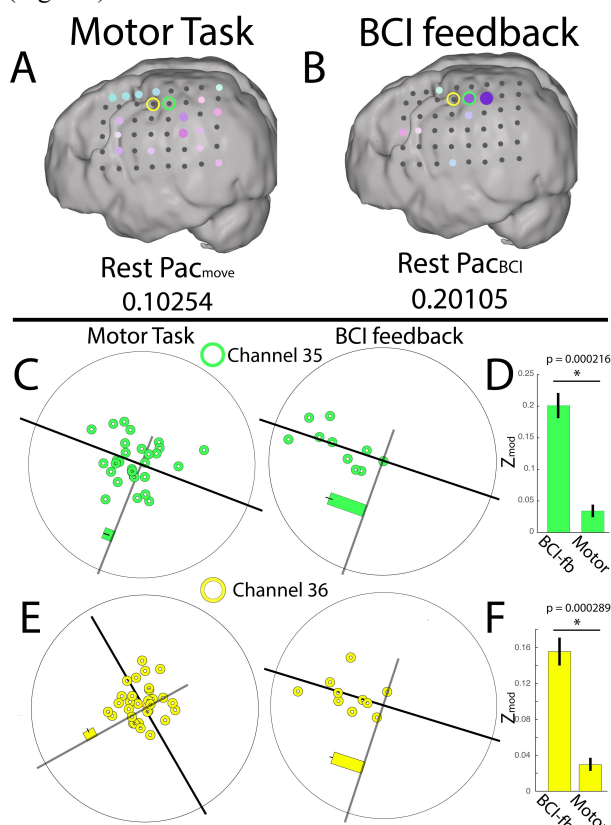 Motor Task
BCI feedback
A
B
Rest Pacmove
0.10254
Rest PacBCI
0.20105
Motor Task
BCI feedback
Channel 35
C
D
p = 0.000216
*
0.25
0.2
0.15
0.1
0.05
0
Zmod
BCI-fb
Motor
Channel 36
E
F
p = 0.000289
*
0.16
0.12
0.08
0.04
0
Zmod